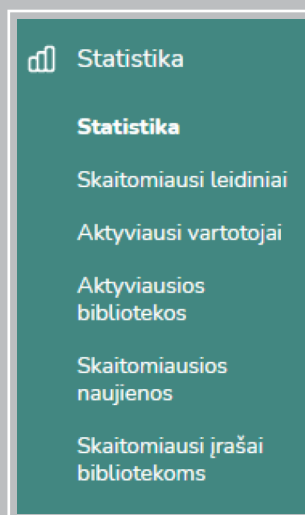 Statistika
Statistika
Skaitomiausi leidiniai
Aktyviausi vartotojai
Aktyviausios
bibliotekos
Skaitomiausios
naujienos
Skaitomiausi įrašai
bibliotekoms